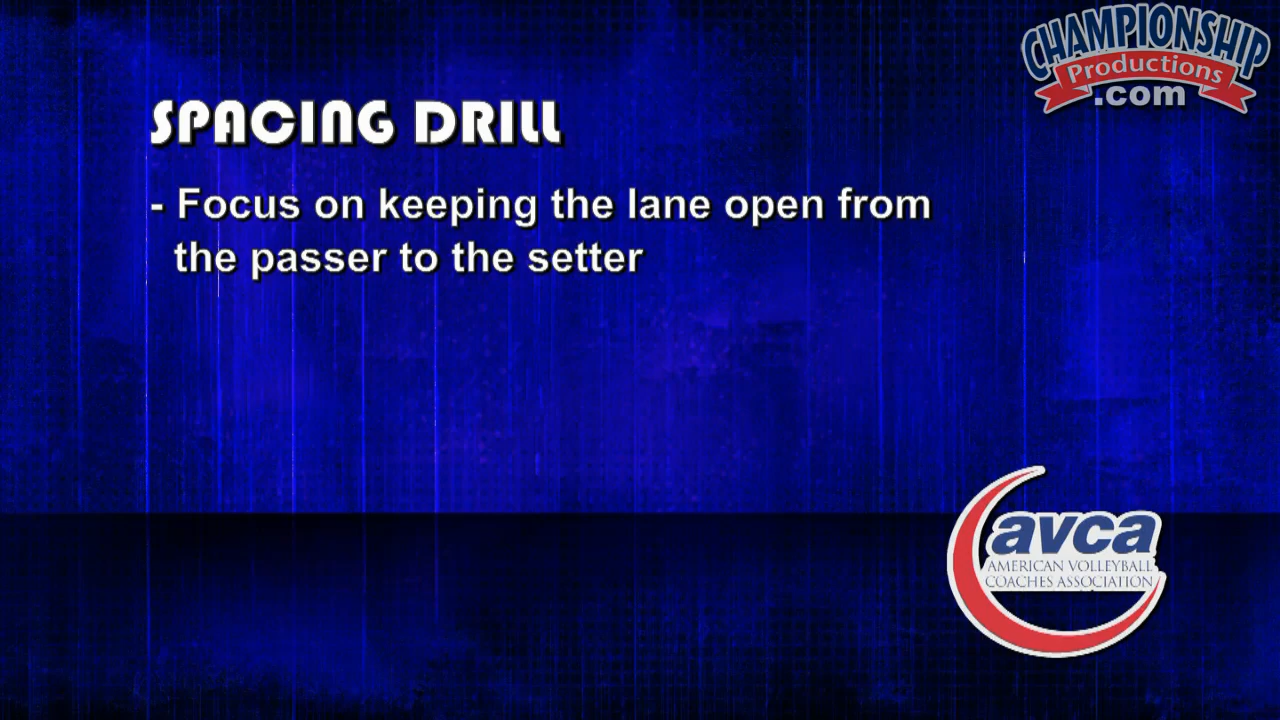 CHAMPIONSHIP
Productions
.com
SPACING DRILL
- Focus on keeping the lane open from
the passer to the setter
avca
AMERICAN VOLLEYBALL
COACHES ASSOCIATION